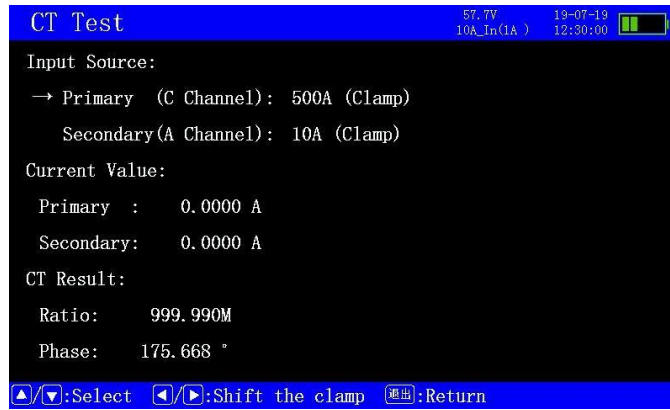 CT Test
57.7V 19-07-19
10A_In(1A ) 12:30:00
Input Source:
→ Primary (C Channel): 500A (Clamp)
Secondary(A Channel): 10A (Clamp)
Current Value:
Primary : 0.0000 A
Secondary: 0.0000 A
CT Result:
Ratio: 999.990M
Phase: 175.668 °
▲/▼:Select ◀/▶:Shift the clamp 退出:Return